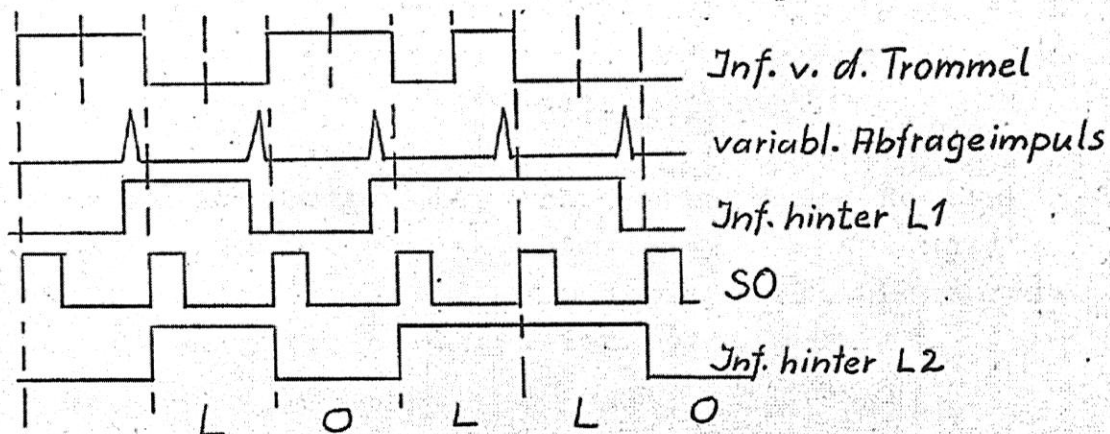 Inf. v. d. Trommel
variabl. Abfrageimpuls
Inf. hinter L1
SO
Inf. hinter L2
L O L L O